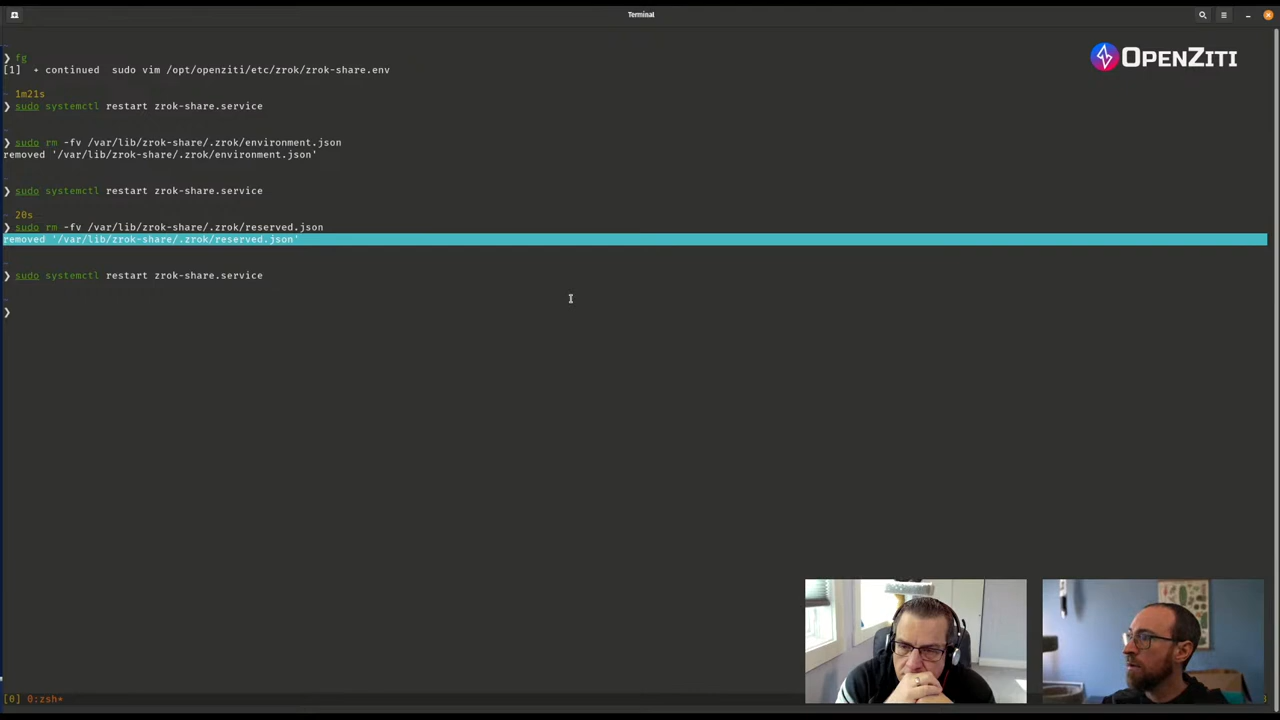 Terminal
OPENZITI
❯ fg
[1]  + continued  sudo vim /opt/openziti/etc/zrok/zrok-share.env
~ 1m21s
❯ sudo systemctl restart zrok-share.service
~
❯ sudo rm -fv /var/lib/zrok-share/.zrok/environment.json
removed '/var/lib/zrok-share/.zrok/environment.json'
~
❯ sudo systemctl restart zrok-share.service
~ 20s
❯ sudo rm -fv /var/lib/zrok-share/.zrok/reserved.json
removed '/var/lib/zrok-share/.zrok/reserved.json'
~
❯ sudo systemctl restart zrok-share.service
~
❯
[0] 0:zsh*